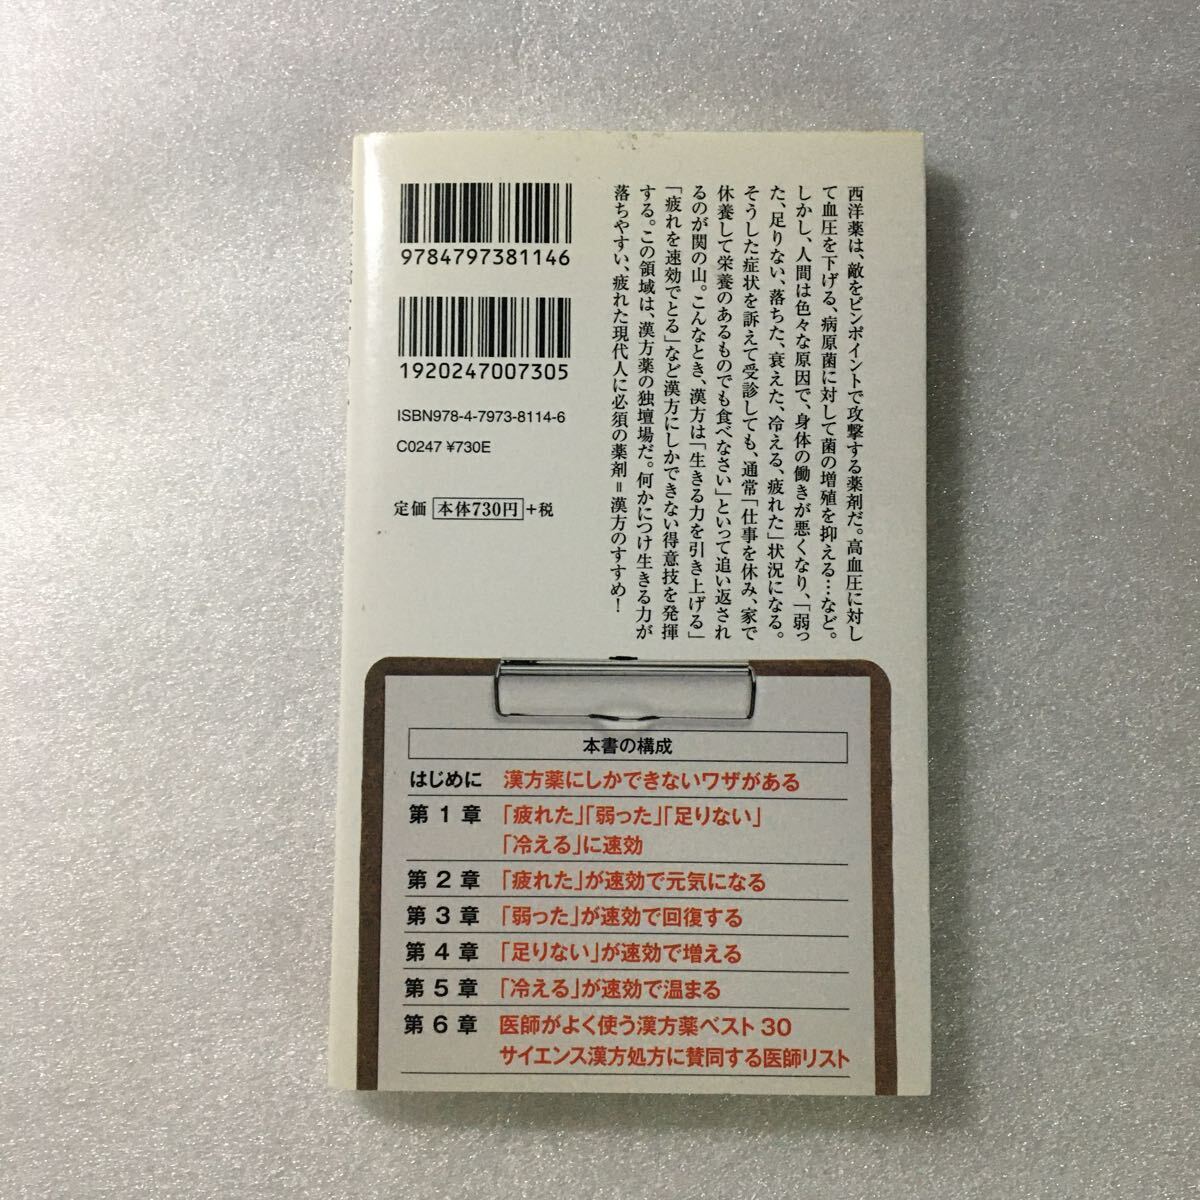 西洋薬は、敵をピンポイントで攻撃する薬剤だ。高血圧に対し
て血圧を下げる、病原菌に対して菌の増殖を抑える…など。
しかし、人間は色々な原因で、身体の働きが悪くなり、「弱っ
た、足りない、落ちた、衰えた、冷える、疲れた」状況になる。
そうした症状を訴えて受診しても、通常「仕事を休み、家で
休養して栄養のあるものでも食べなさい」といって追い返され
るのが関の山。こんなとき、漢方は「生きる力を引き上げる」
「疲れを速効でとる」など漢方にしかできない得意技を発揮
する。この領域は、漢方薬の独壇場だ。何かにつけ生きる力が
落ちやすい、疲れた現代人に必須の薬剤＝漢方のすすめ！
9784797381146
1920247007305
ISBN978-4-7973-8114-6
C0247 ¥730E
定価 本体730円+税
本書の構成
はじめに 漢方薬にしかできないワザがある
第1章 「疲れた」「弱った」「足りない」
「冷える」に速効
第2章 「疲れた」が速効で元気になる
第3章 「弱った」が速効で回復する
第4章 「足りない」が速効で増える
第5章 「冷える」が速効で温まる
第6章 医師がよく使う漢方薬ベスト30
サイエンス漢方処方に賛同する医師リスト